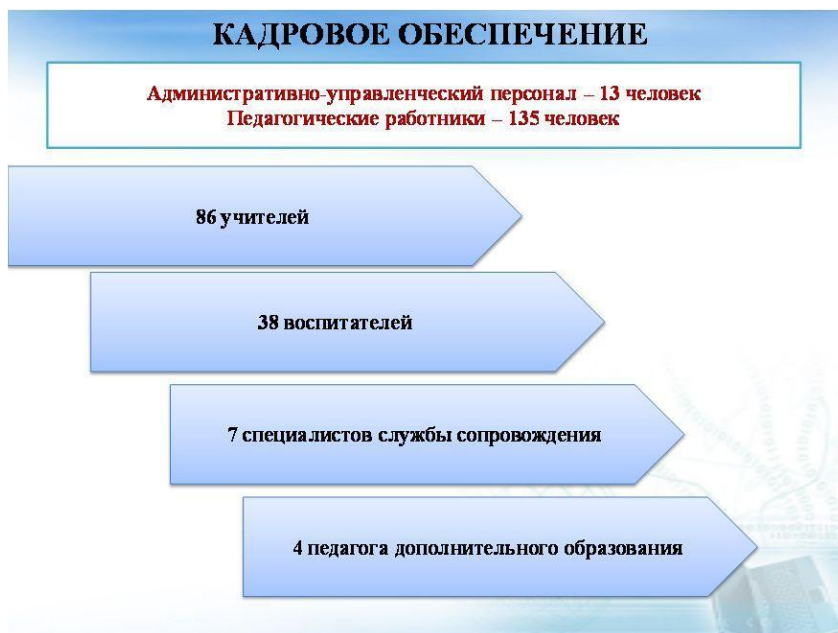 КАДРОВОЕ ОБЕСПЕЧЕНИЕ
Административно-управленческий персонал – 13 человек
Педагогические работники – 135 человек
86 учителей
38 воспитателей
7 специалистов службы сопровождения
4 педагога дополнительного образования